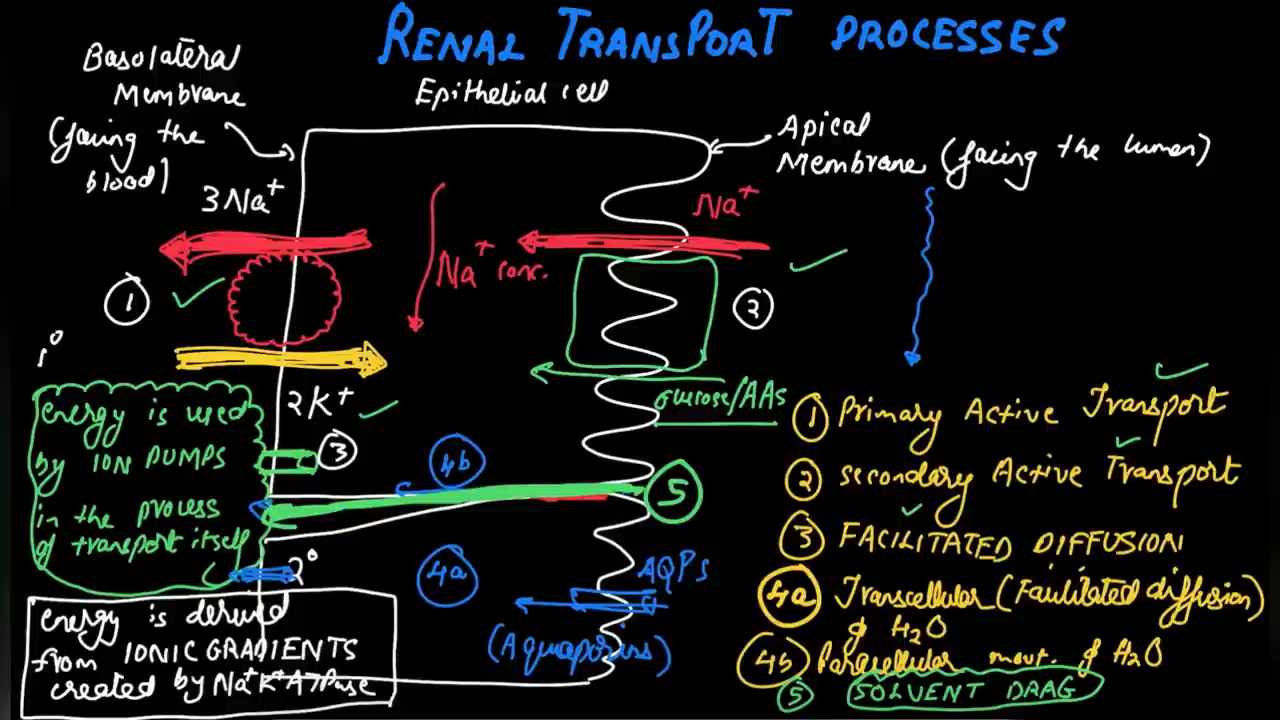 RENAL TRANSPORT PROCESSES
Basolateral
Membrane
(facing the
blood)
Epithelial cell
Apical
Membrane (facing the lumen)
3Na+
Na+
Na+ conc.
1
2
1°
2K+
glucose/AAs
3
energy is used
by ION PUMPS
in the process
of transport itself
4b
5
4a
AQPs
(Aquaporins)
2°
energy is derived
from IONIC GRADIENTS
created by Na+K+ATPase
1 Primary Active Transport
2 secondary Active Transport
3 FACILITATED DIFFUSION
4a Transcellular (Facilitated diffusion)
of H2O
4b Paracellular movt. of H2O
5 SOLVENT DRAG